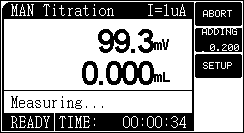 MAN Titration I=1uA
ABORT
99.3mV
ADDING
0.200
0.000mL
SETUP
Measuring...
READY TIME: 00:00:34